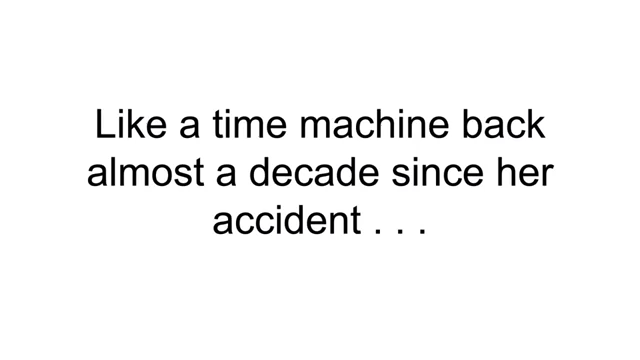 Like a time machine back
almost a decade since her
accident . . .